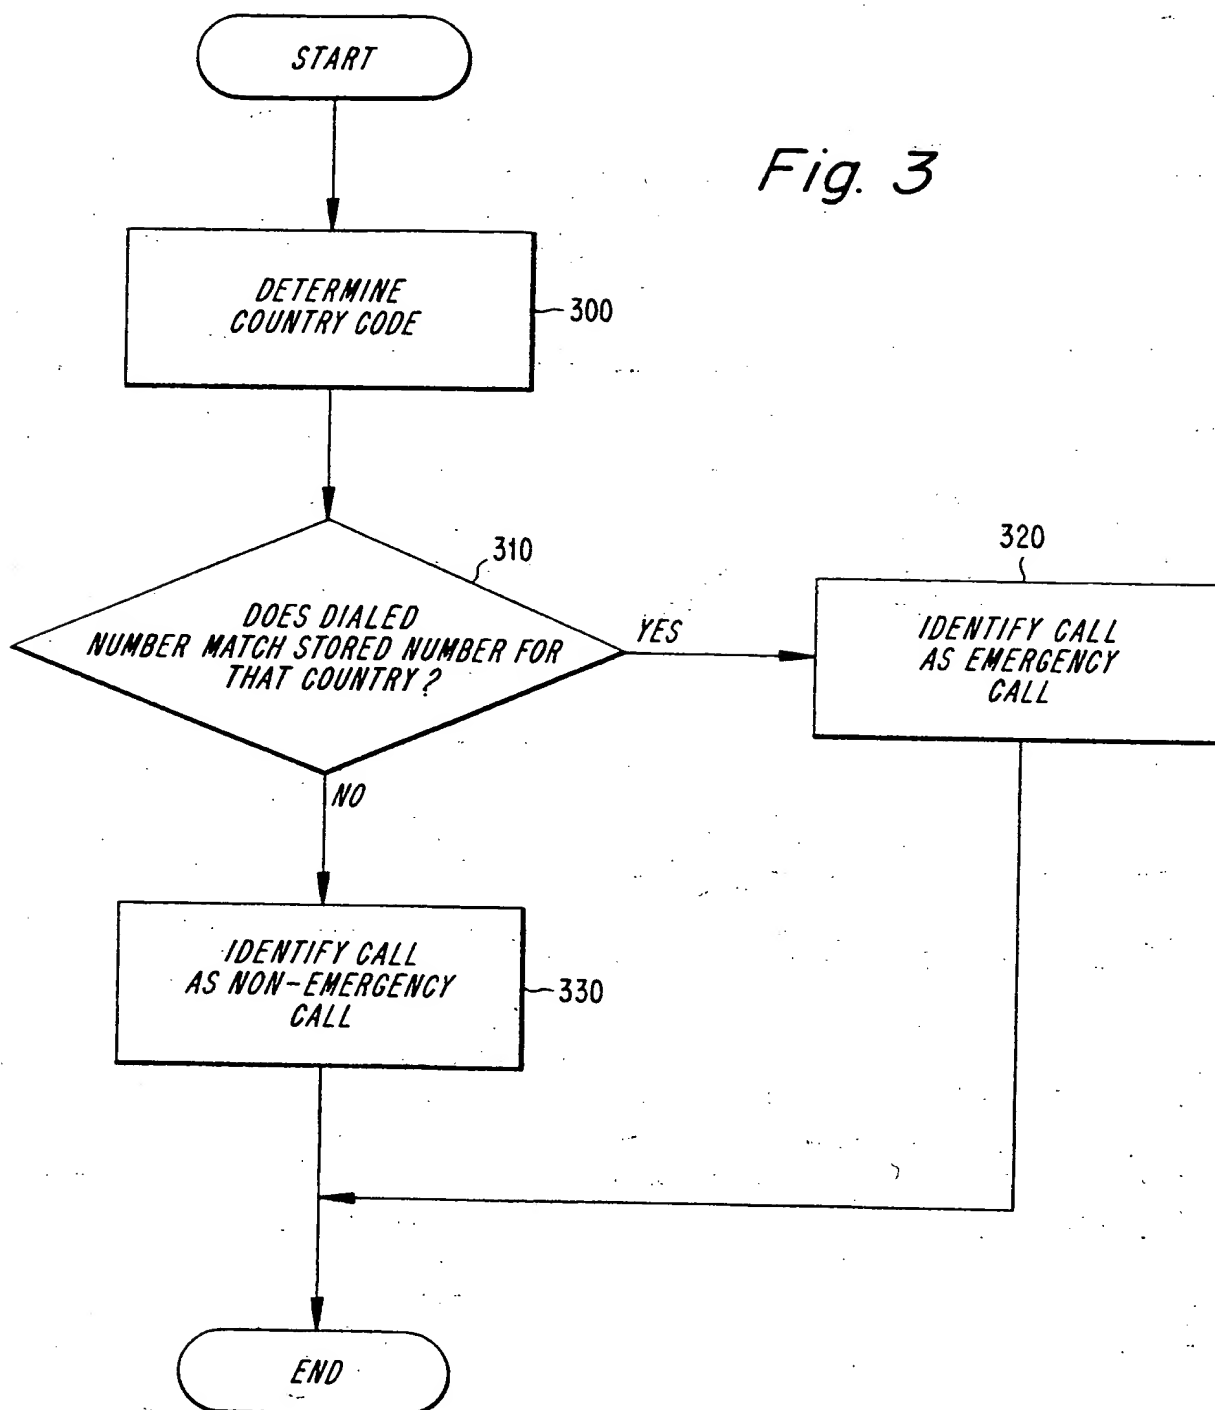 START
Fig. 3
DETERMINE
COUNTRY CODE
300
310
DOES DIALED
NUMBER MATCH STORED NUMBER FOR
THAT COUNTRY?
YES
320
IDENTIFY CALL
AS EMERGENCY
CALL
NO
IDENTIFY CALL
AS NON-EMERGENCY
CALL
330
END